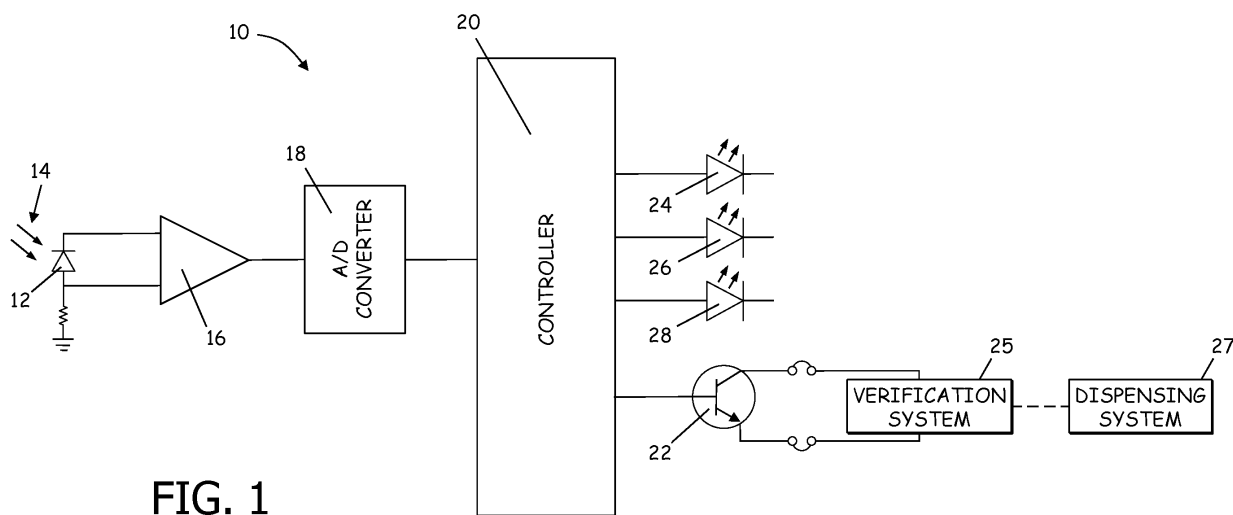 10
20
14
18
A/D
CONVERTER
12
16
CONTROLLER
24
26
28
22
25
27
VERIFICATION
SYSTEM
DISPENSING
SYSTEM
FIG. 1